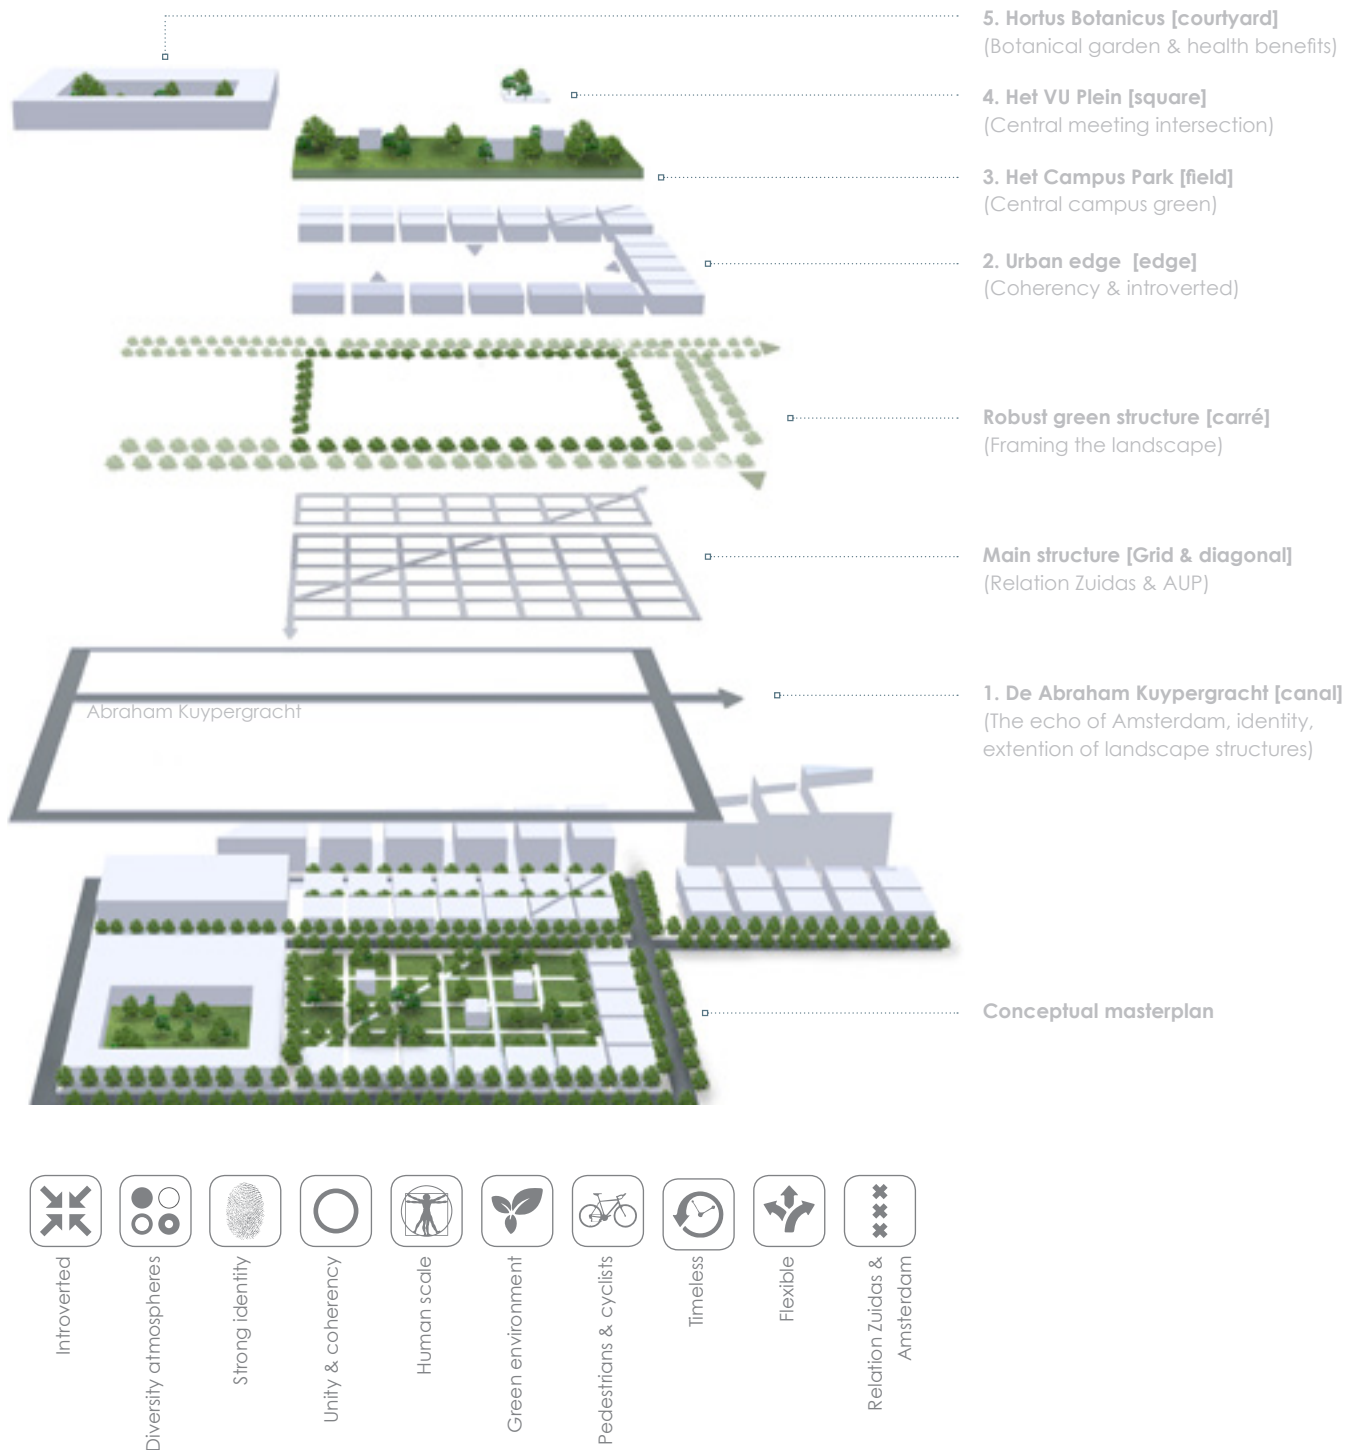 5. Hortus Botanicus [courtyard]
(Botanical garden & health benefits)
4. Het VU Plein [square]
(Central meeting intersection)
3. Het Campus Park [field]
(Central campus green)
2. Urban edge [edge]
(Coherency & introverted)
Robust green structure [carré]
(Framing the landscape)
Main structure [Grid & diagonal]
(Relation Zuidas & AUP)
1. De Abraham Kuypergracht [canal]
(The echo of Amsterdam, identity,
extention of landscape structures)
Abraham Kuypergracht
Conceptual masterplan
Introverted
Diversity atmospheres
Strong identity
Unity & coherency
Human scale
Green environment
Pedestrians & cyclists
Timeless
Flexible
Relation Zuidas &
Amsterdam